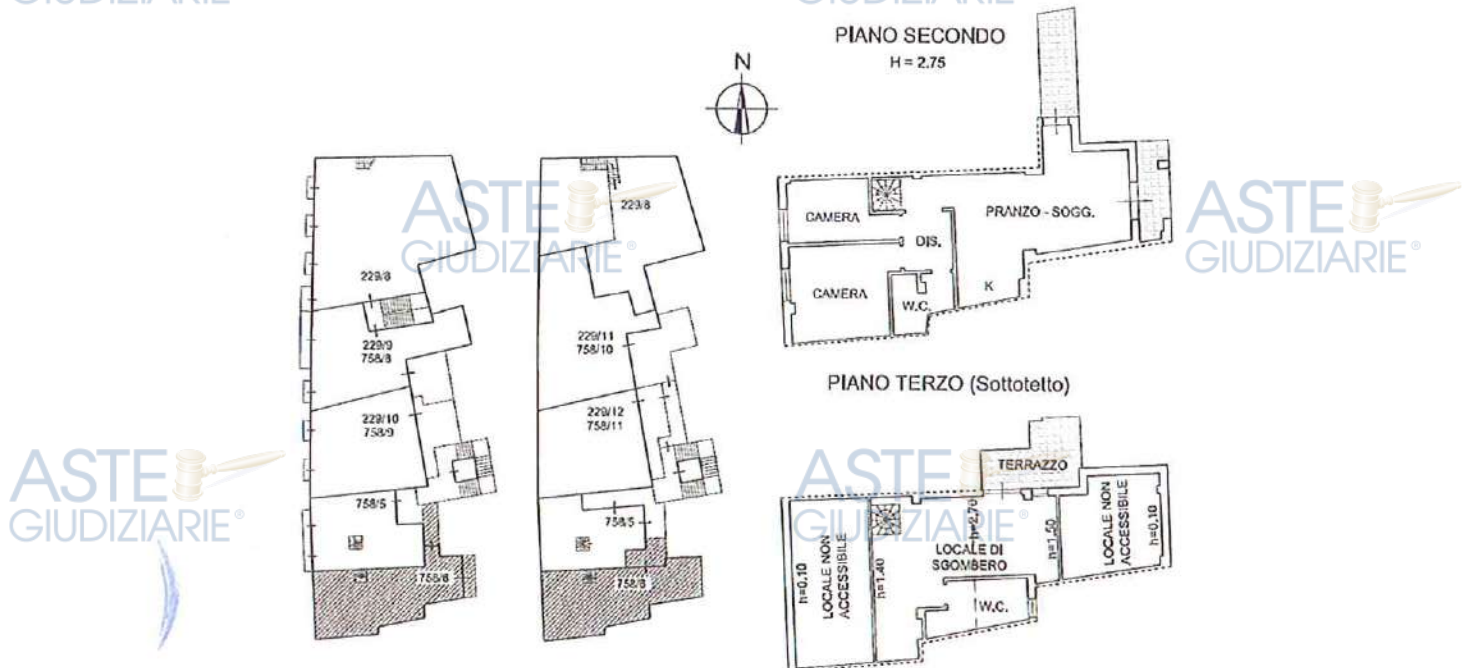 GIUDIZIARIE
GIUDIZIARIE
PIANO SECONDO
H = 2.75
N
ASTE
GIUDIZIARIE®
ASTE
GIUDIZIARIE®
229/8
229/8
229/9
758/8
229/11
758/10
229/10
758/9
229/12
758/11
758/5
758/5
758/6
CAMERA
PRANZO - SOGG.
DIS.
CAMERA
W.C.
K
PIANO TERZO (Sottotetto)
ASTE
GIUDIZIARIE®
ASTE
GIUDIZIARIE®
TERRAZZO
h=0,10
LOCALE NON
ACCESSIBILE
h=1,40
h=2,70
LOCALE DI
SGOMBERO
h=1,50
LOCALE NON
ACCESSIBILE
h=0,10
W.C.